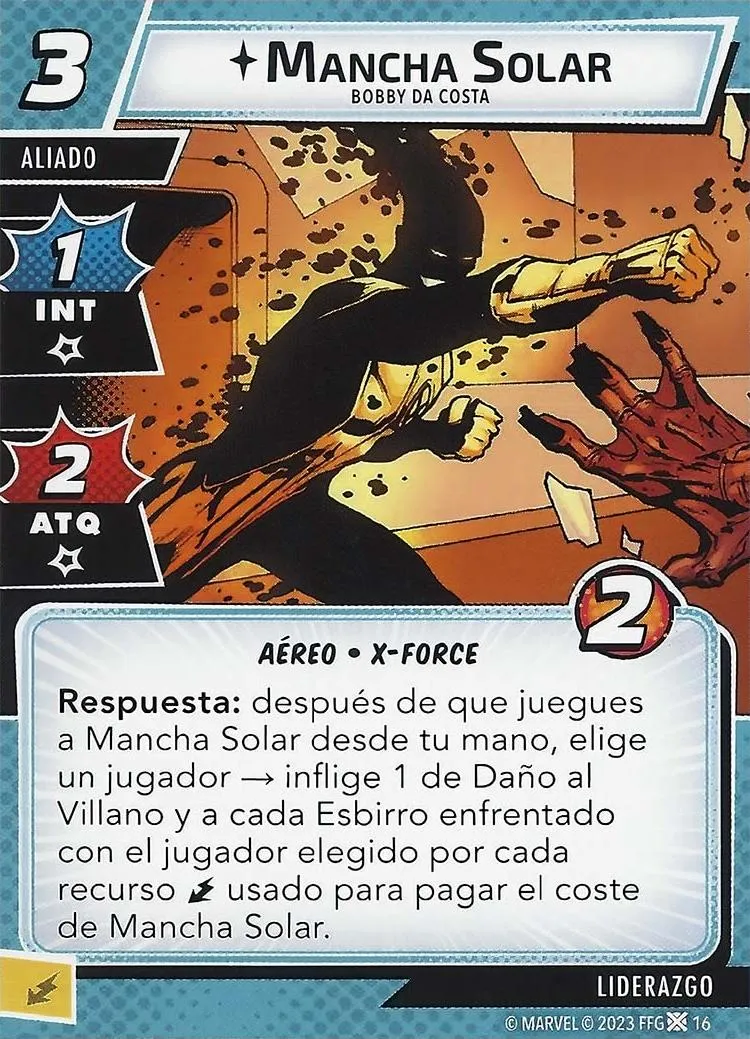 3
MANCHA SOLAR
BOBBY DA COSTA
ALIADO
1
INT
2
ATQ
2
AÉREO • X-FORCE
Respuesta: después de que juegues
a Mancha Solar desde tu mano, elige
un jugador → inflige 1 de Daño al
Villano y a cada Esbirro enfrentado
con el jugador elegido por cada
recurso usado para pagar el coste
de Mancha Solar.
LIDERAZGO
© MARVEL © 2023 FFG 16